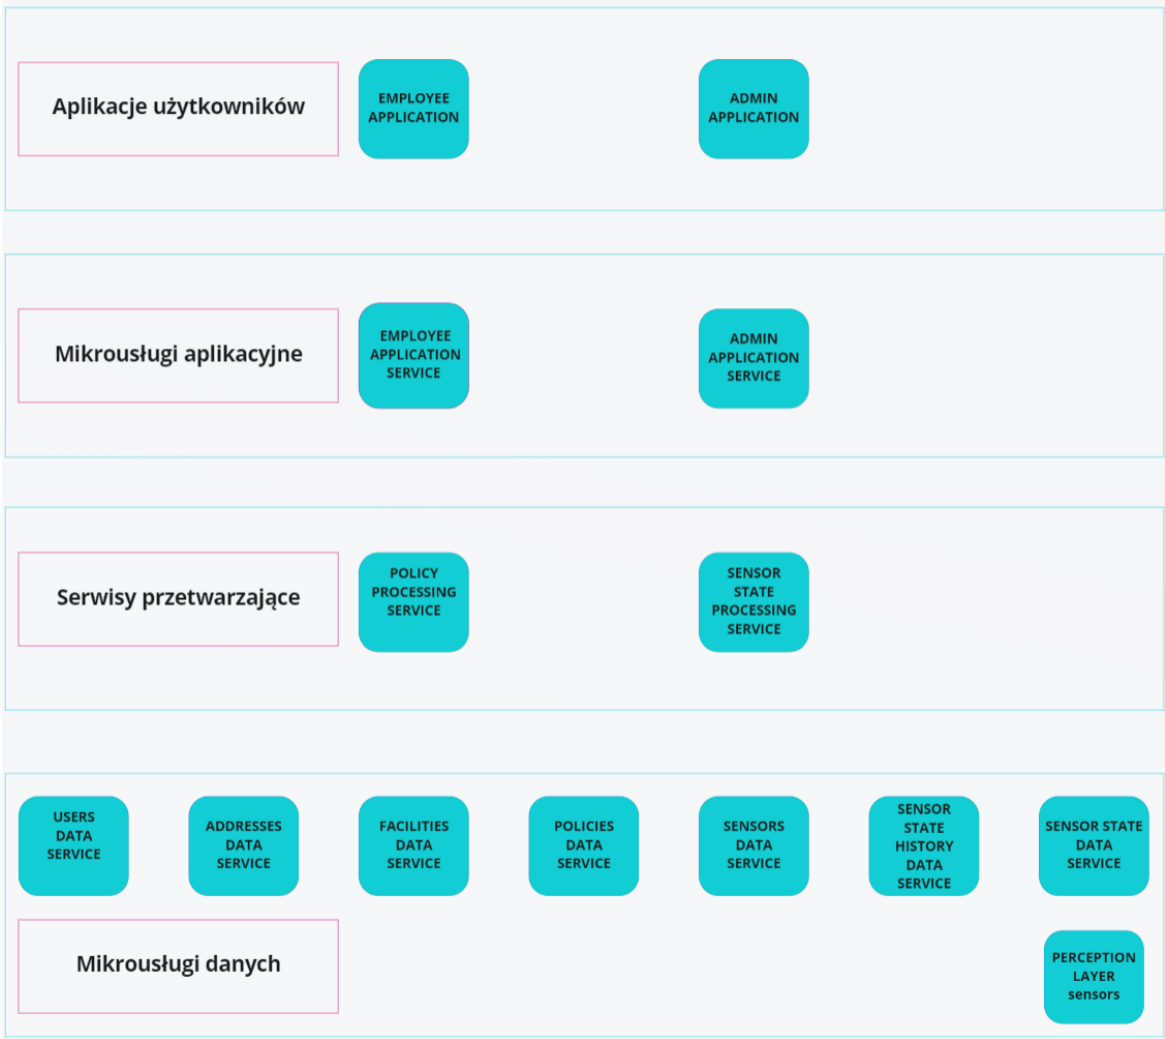 Aplikacje użytkowników
EMPLOYEE
APPLICATION
ADMIN
APPLICATION
Mikrousługi aplikacyjne
EMPLOYEE
APPLICATION
SERVICE
ADMIN
APPLICATION
SERVICE
Serwisy przetwarzające
POLICY
PROCESSING
SERVICE
SENSOR
STATE
PROCESSING
SERVICE
USERS
DATA
SERVICE
ADDRESSES
DATA
SERVICE
FACILITIES
DATA
SERVICE
POLICIES
DATA
SERVICE
SENSORS
DATA
SERVICE
SENSOR
STATE
HISTORY
DATA
SERVICE
SENSOR STATE
DATA
SERVICE
Mikrousługi danych
PERCEPTION
LAYER
sensors